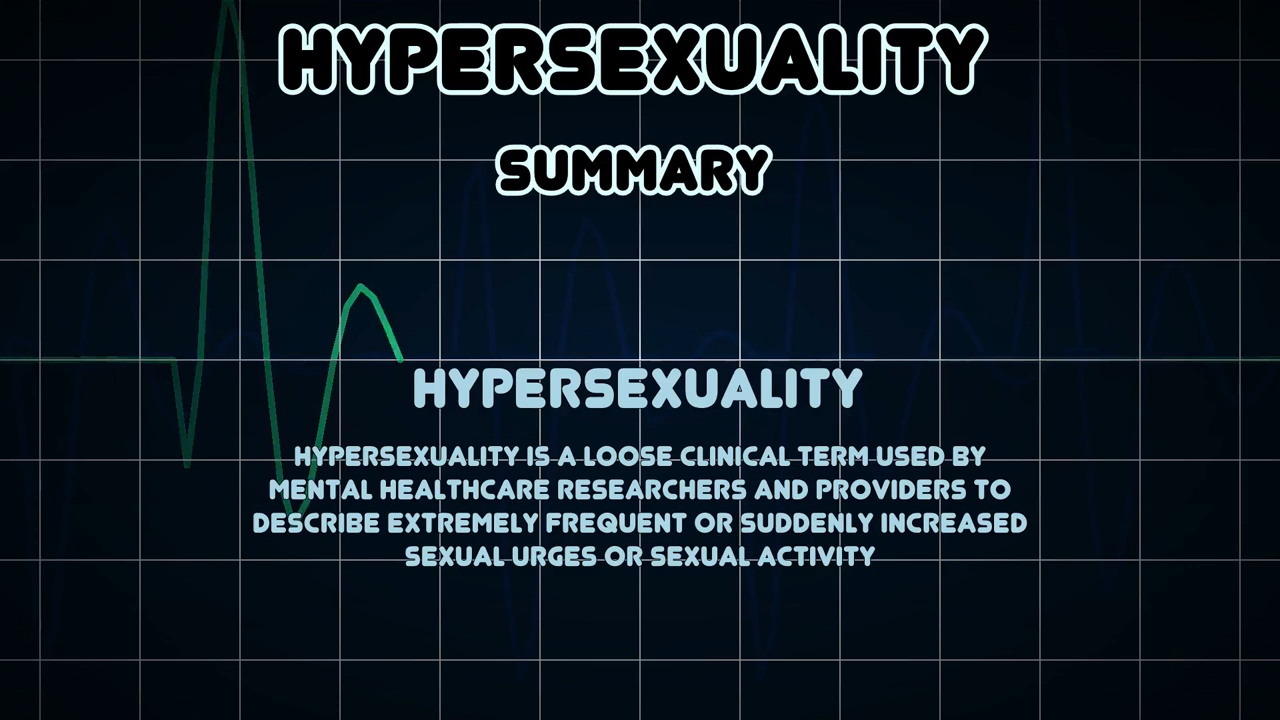 HYPERSEXUALITY
SUMMARY
HYPERSEXUALITY
HYPERSEXUALITY IS A LOOSE CLINICAL TERM USED BY
MENTAL HEALTHCARE RESEARCHERS AND PROVIDERS TO
DESCRIBE EXTREMELY FREQUENT OR SUDDENLY INCREASED
SEXUAL URGES OR SEXUAL ACTIVITY